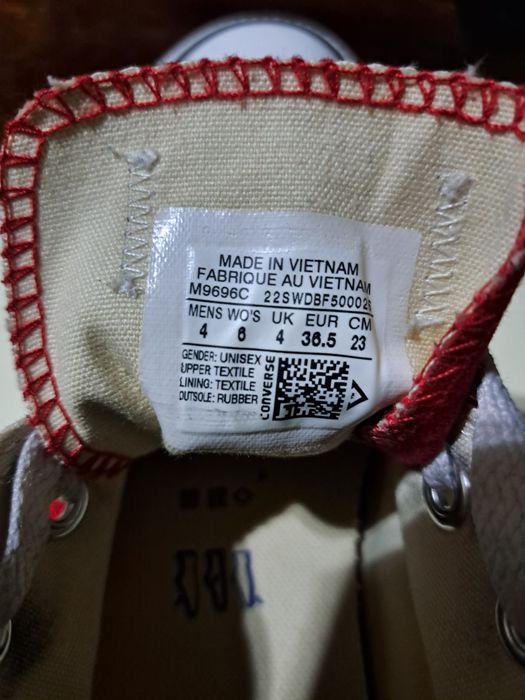 MADE IN VIETNAM
FABRIQUE AU VIETNAM
M9696C
MENS WO'S UK EUR CM
4 6 4 36.5 23
GENDER: UNISEX
UPPER TEXTILE
LINING: TEXTILE
OUTSOLE: RUBBER
CONVERSE